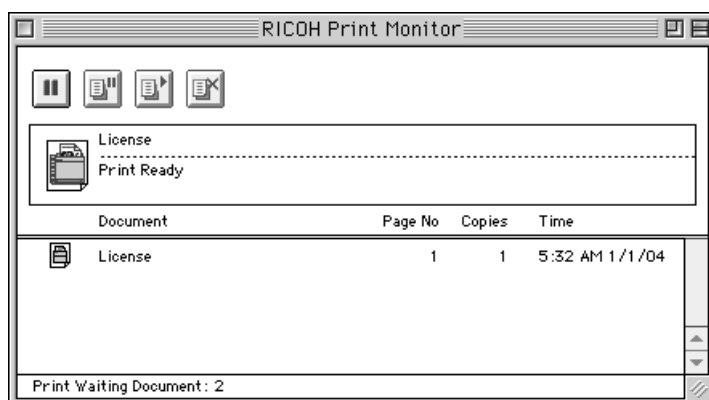 RICOH Print Monitor
License
Print Ready
Document Page No Copies Time
License 1 1 5:32 AM 1/1/04
Print Waiting Document: 2